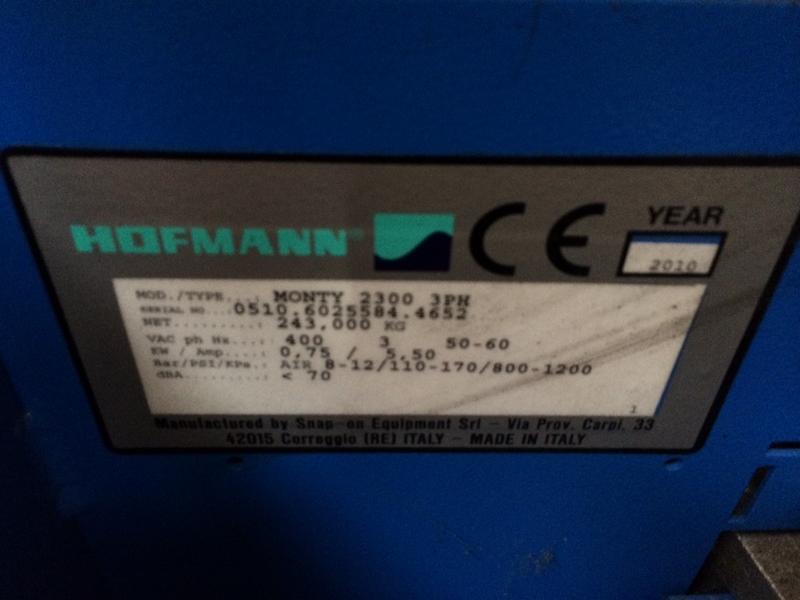 HOFMANN®
CE
YEAR
2010
MOD./TYPE...: MONTY 2300 3PH
SERIAL NO...0510.6025584.4652
NET.........: 243,000 KG
VAC ph Hz...: 400 3 50-60
KW / Amp....: 0,75 / 5,50
Bar/PSI/KPa.: AIR 8-12/110-170/800-1200
dBA.........: < 70
1
Manufactured by Snap-on Equipment Srl - Via Prov. Carpi, 33
42015 Correggio (RE) ITALY - MADE IN ITALY